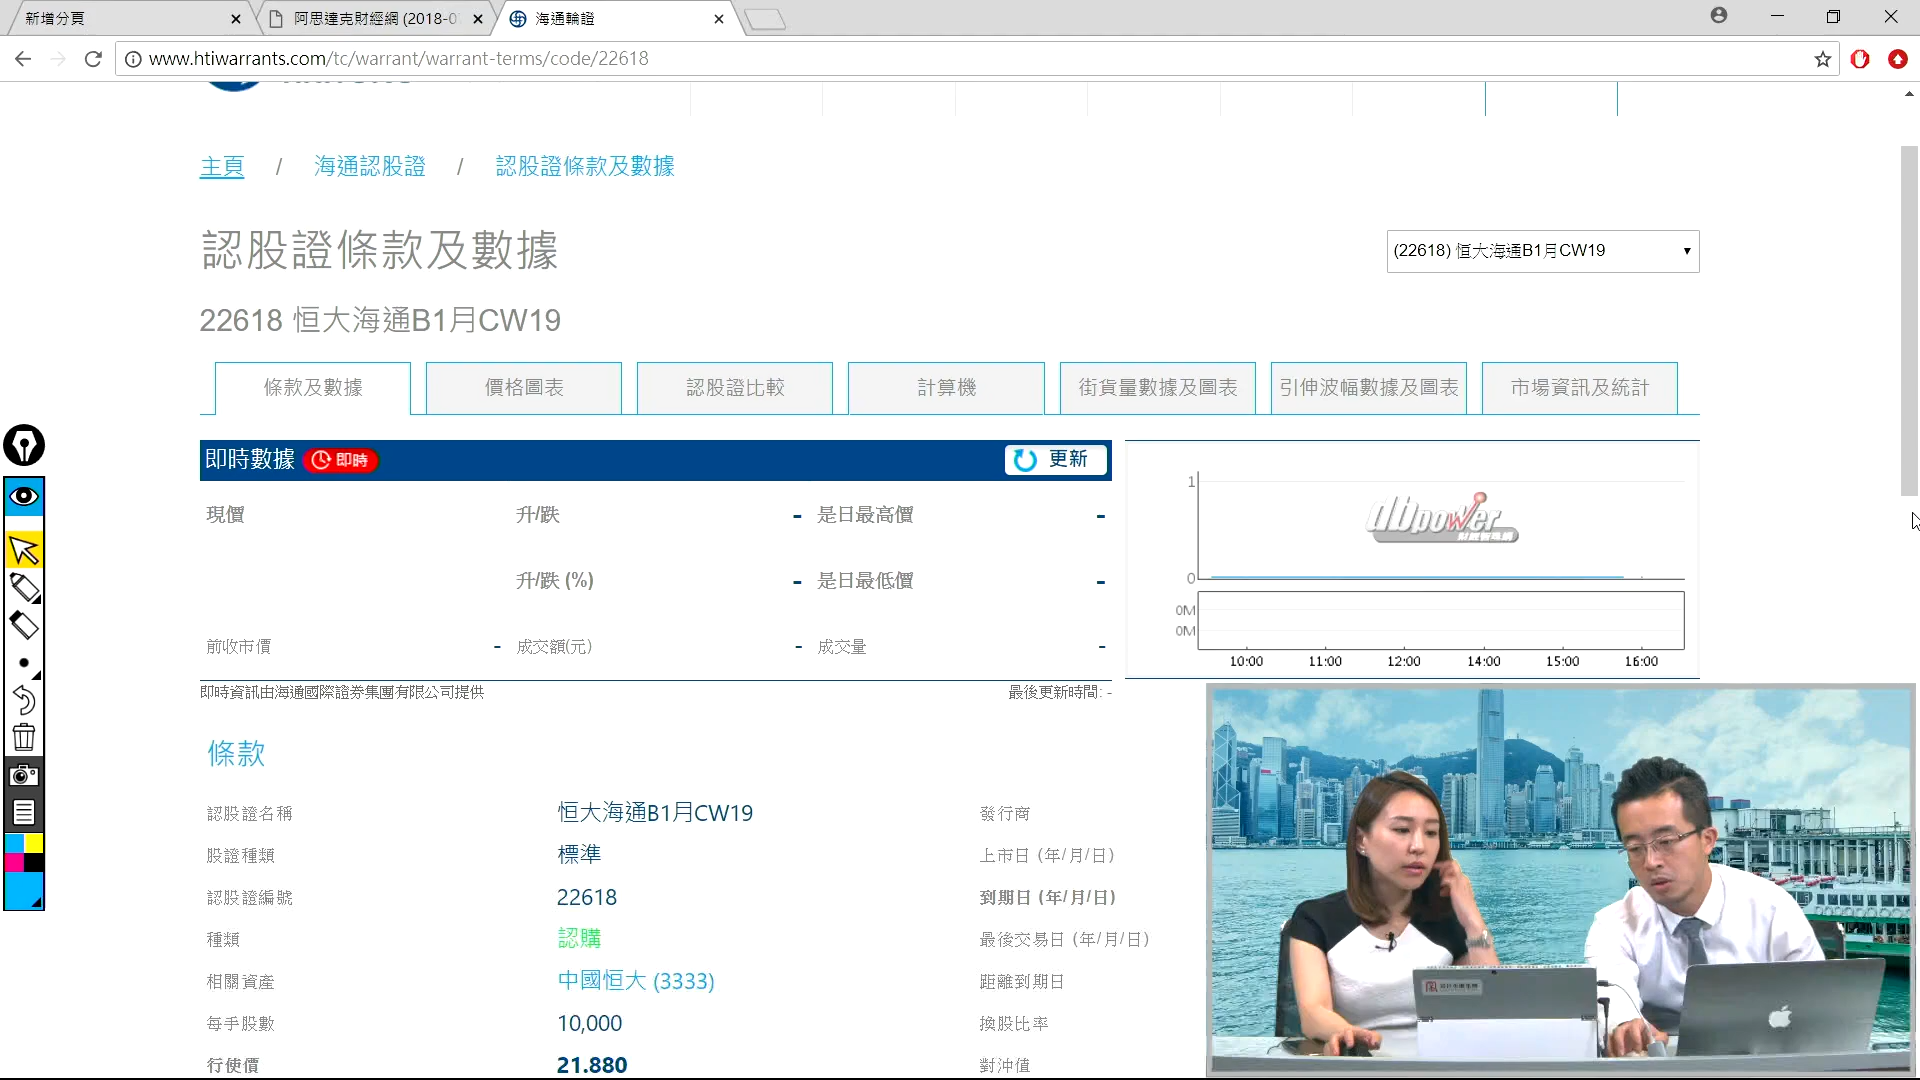 新增分頁
阿思達克財經網 (2018-0
海通輪證
www.htiwarrants.com/tc/warrant/warrant-terms/code/22618
主頁 / 海通認股證 / 認股證條款及數據
認股證條款及數據
(22618) 恒大海通B1月CW19
22618 恒大海通B1月CW19
條款及數據
價格圖表
認股證比較
計算機
街貨量數據及圖表
引伸波幅數據及圖表
市場資訊及統計
即時數據 即時
更新
現價
升/跌 -
是日最高價 -
升/跌 (%) -
是日最低價 -
前收市價 -
成交額(元) -
成交量 -
即時資訊由海通國際證券集團有限公司提供
最後更新時間: -
1
dbpower
0
0M
0M
10:00 11:00 12:00 14:00 15:00 16:00
條款
認股證名稱 恒大海通B1月CW19 發行商
股證種類 標準 上市日 (年/月/日)
認股證編號 22618 到期日 (年/月/日)
種類 認購 最後交易日 (年/月/日)
相關資產 中國恒大 (3333) 距離到期日
每手股數 10,000 換股比率
行使價 21.880 對沖值